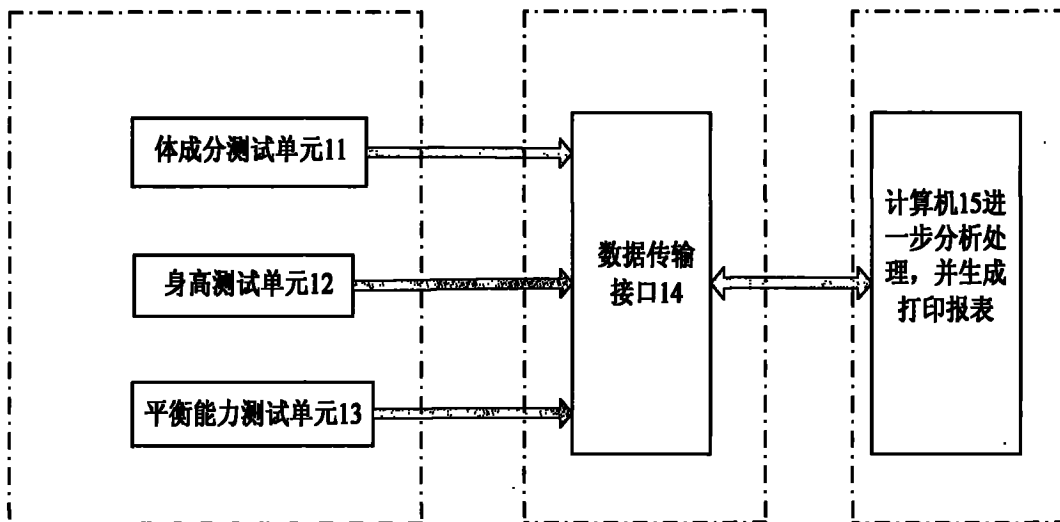 体成分测试单元11
身高测试单元12
平衡能力测试单元13
数据传输
接口14
计算机15进
一步分析处
理，并生成
打印报表